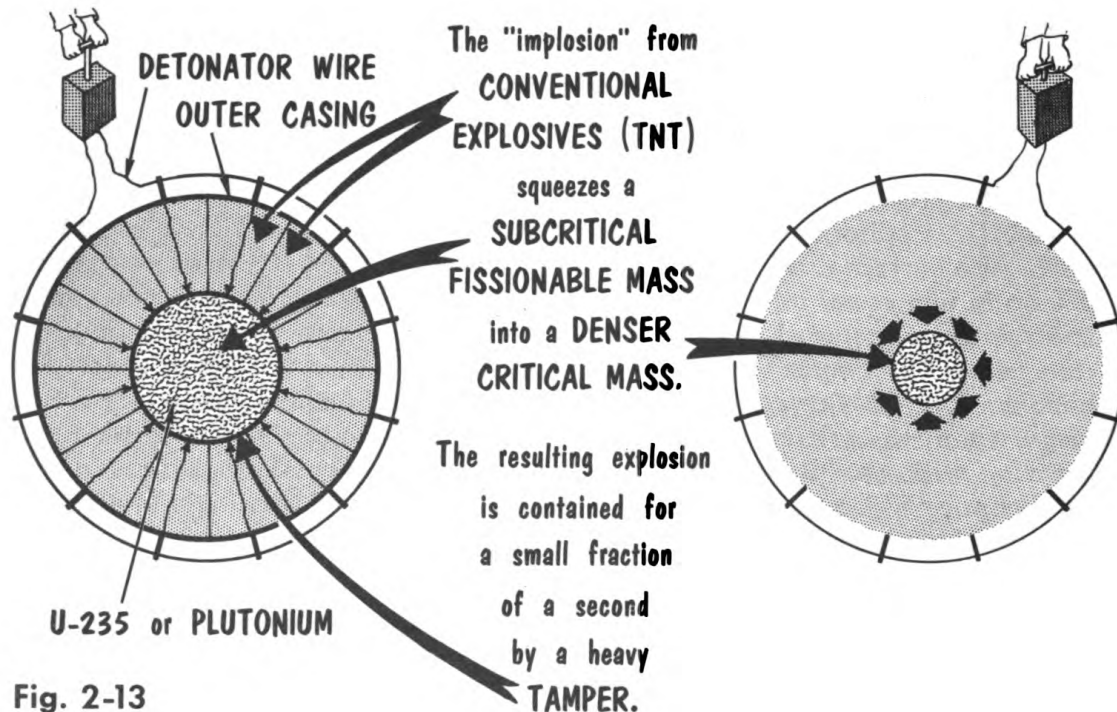 DETONATOR WIRE
OUTER CASING
The "implosion" from
CONVENTIONAL
EXPLOSIVES (TNT)
squeezes a
SUBCRITICAL
FISSIONABLE MASS
into a DENSER
CRITICAL MASS.
The resulting explosion
is contained for
a small fraction
of a second
by a heavy
TAMPER.
U-235 or PLUTONIUM
Fig. 2-13